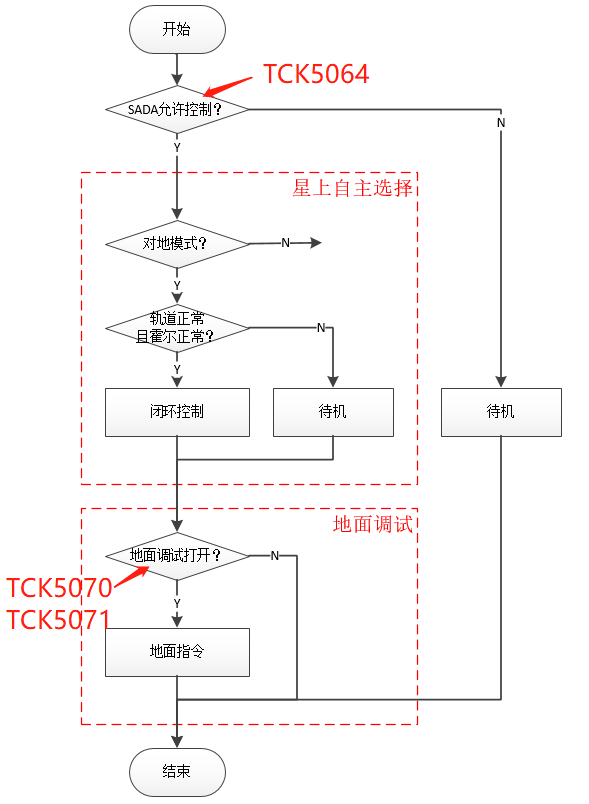 开始
TCK5064
SADA允许控制？
N
Y
星上自主选择
对地模式？
N
Y
轨道正常
且霍尔正常？
N
Y
闭环控制
待机
待机
地面调试
地面调试打开？
N
TCK5070
Y
TCK5071
地面指令
结束